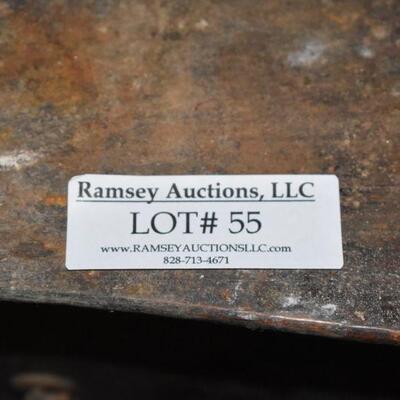 Ramsey Auctions, LLC
LOT# 55
www.RAMSEYAUCTIONSLLC.com
828-713-4671